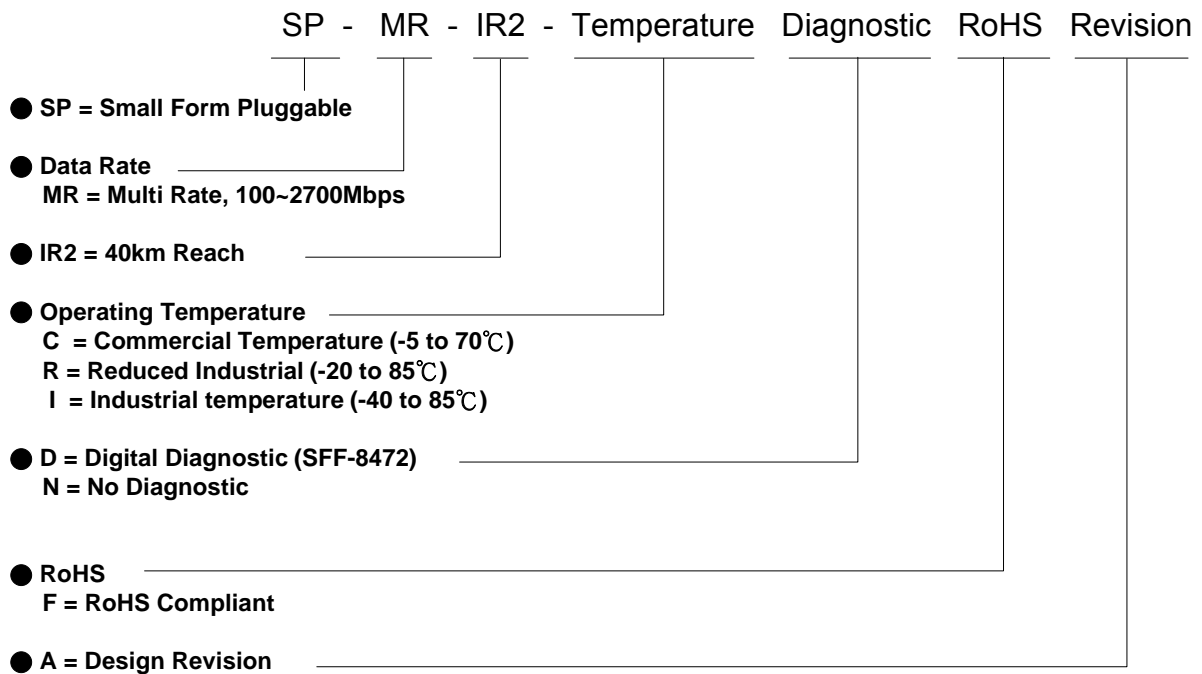 SP - MR - IR2 - Temperature Diagnostic RoHS Revision
● SP = Small Form Pluggable
● Data Rate
MR = Multi Rate, 100~2700Mbps
● IR2 = 40km Reach
● Operating Temperature
C = Commercial Temperature (-5 to 70℃)
R = Reduced Industrial (-20 to 85℃)
I = Industrial temperature (-40 to 85℃)
● D = Digital Diagnostic (SFF-8472)
N = No Diagnostic
● RoHS
F = RoHS Compliant
● A = Design Revision